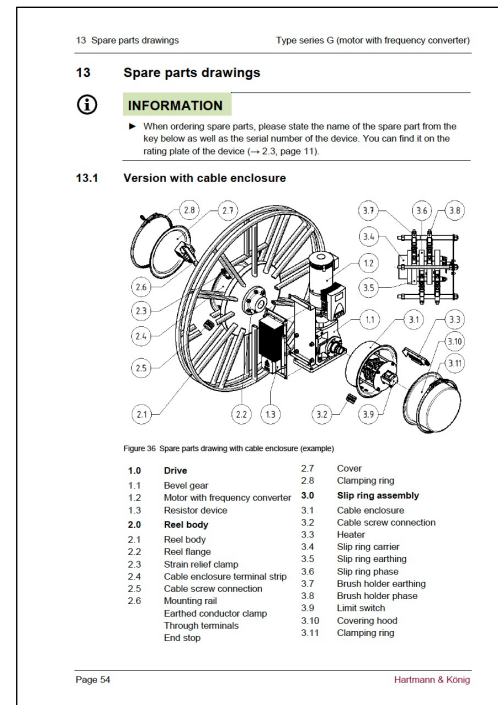 13 Spare parts drawings Type series G (motor with frequency converter)
13 Spare parts drawings
INFORMATION
► When ordering spare parts, please state the name of the spare part from the
key below as well as the serial number of the device. You can find it on the
rating plate of the device (→ 2.3, page 11).
13.1 Version with cable enclosure
2.8
2.7
3.7
3.6
3.8
3.4
1.2
2.6
3.5
2.3
2.4
1.1
3.1
3.3
3.10
2.5
3.11
2.1
2.2
1.3
3.2
3.9
Figure 36 Spare parts drawing with cable enclosure (example)
1.0 Drive
1.1 Bevel gear
1.2 Motor with frequency converter
1.3 Resistor device
2.0 Reel body
2.1 Reel body
2.2 Reel flange
2.3 Strain relief clamp
2.4 Cable enclosure terminal strip
2.5 Cable screw connection
2.6 Mounting rail
Earthed conductor clamp
Through terminals
End stop
2.7 Cover
2.8 Clamping ring
3.0 Slip ring assembly
3.1 Cable enclosure
3.2 Cable screw connection
3.3 Heater
3.4 Slip ring carrier
3.5 Slip ring earthing
3.6 Slip ring phase
3.7 Brush holder earthing
3.8 Brush holder phase
3.9 Limit switch
3.10 Covering hood
3.11 Clamping ring
Page 54 Hartmann & König